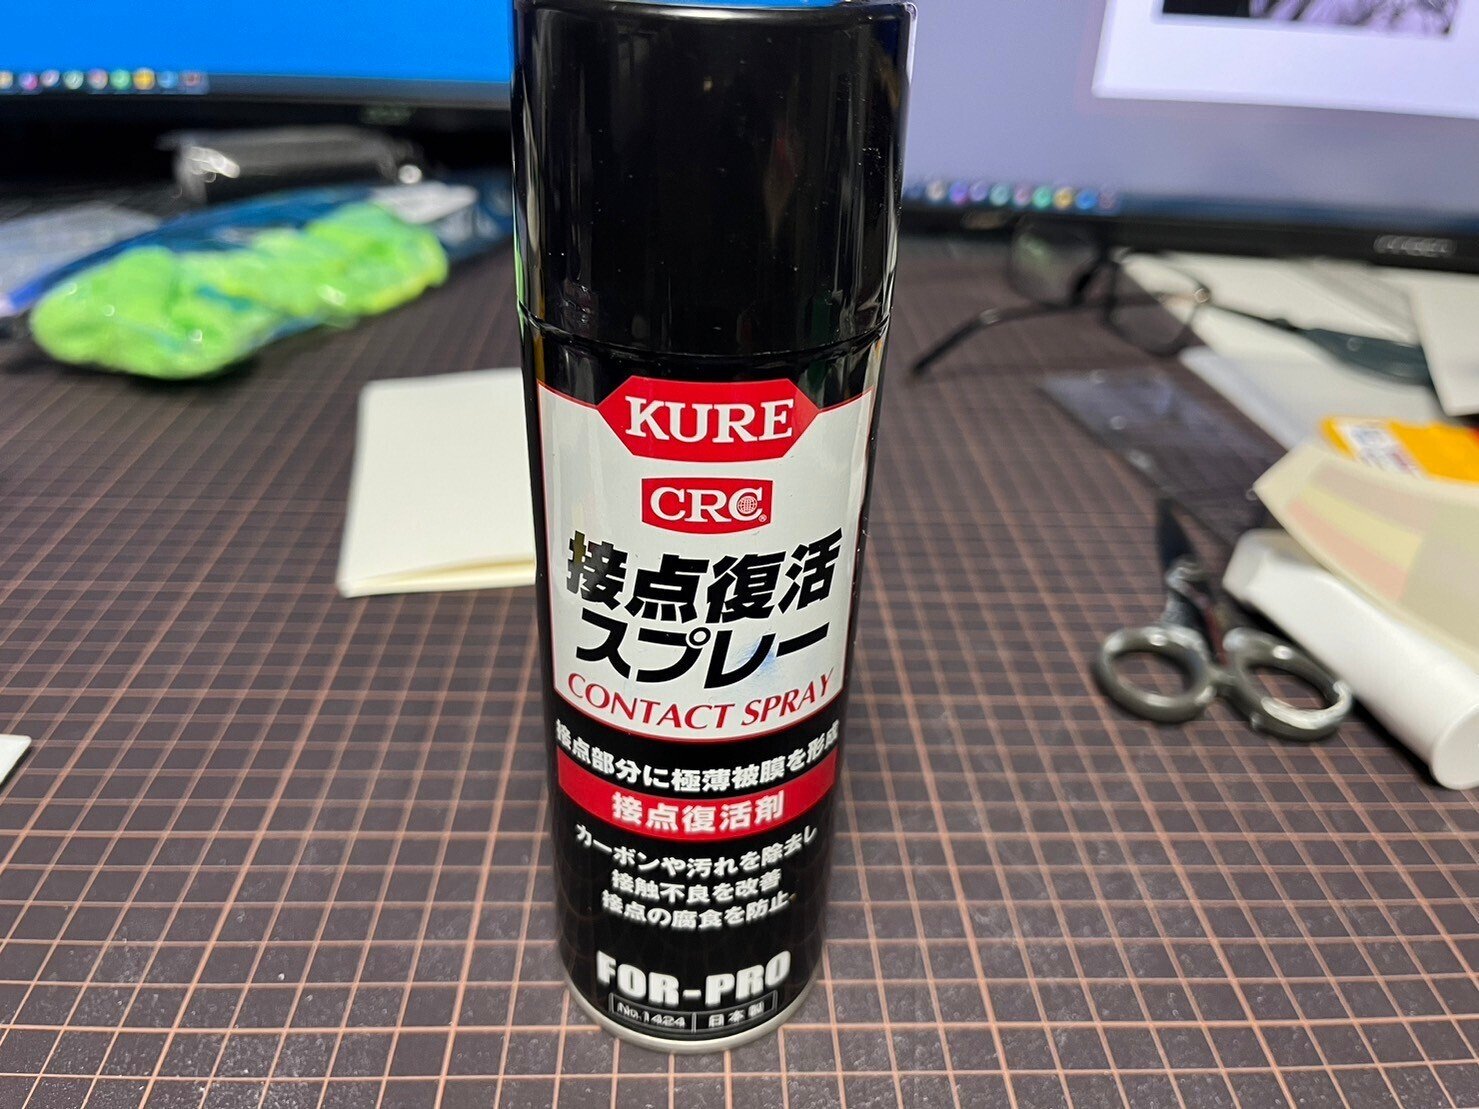 KURE
CRC
接点復活
スプレー
CONTACT SPRAY
接点部分に極薄被膜を形成
接点復活剤
カーボンや汚れを除去し
接触不良を改善
接点の腐食を防止
FOR-PRO
No.1424 日本製